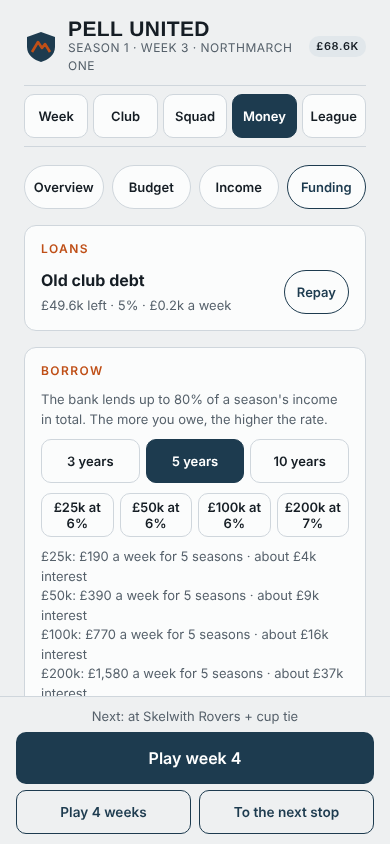 PELL UNITED
SEASON 1 · WEEK 3 · NORTHMARCH
ONE
£68.6K
Week
Club
Squad
Money
League
Overview
Budget
Income
Funding
LOANS
Old club debt
£49.6k left · 5% · £0.2k a week
Repay
BORROW
The bank lends up to 80% of a season's income
in total. The more you owe, the higher the rate.
3 years
5 years
10 years
£25k at
6%
£50k at
6%
£100k at
6%
£200k at
7%
£25k: £190 a week for 5 seasons · about £4k
interest
£50k: £390 a week for 5 seasons · about £9k
interest
£100k: £770 a week for 5 seasons · about £16k
interest
£200k: £1,580 a week for 5 seasons · about £37k
interest
Next: at Skelwith Rovers + cup tie
Play week 4
Play 4 weeks
To the next stop